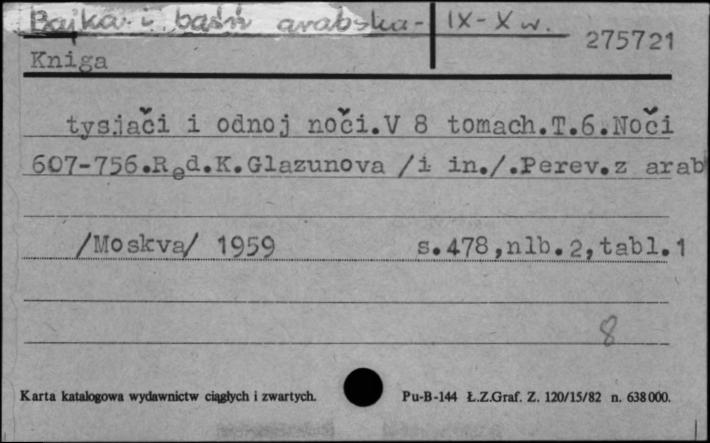 Bajka i baśń arabska - IX-X w.
275721
Kniga
tysjači i odnoj noči.V 8 tomach.T.6.Noči
607-756.Red.K.Glazunova /i in./.Perev.z arab
/Moskva/ 1959 s.478,nlb.2,tabl.1
8
Karta katalogowa wydawnictw ciągłych i zwartych. Pu-B-144 Ł.Z.Graf. Z. 120/15/82 n. 638000.